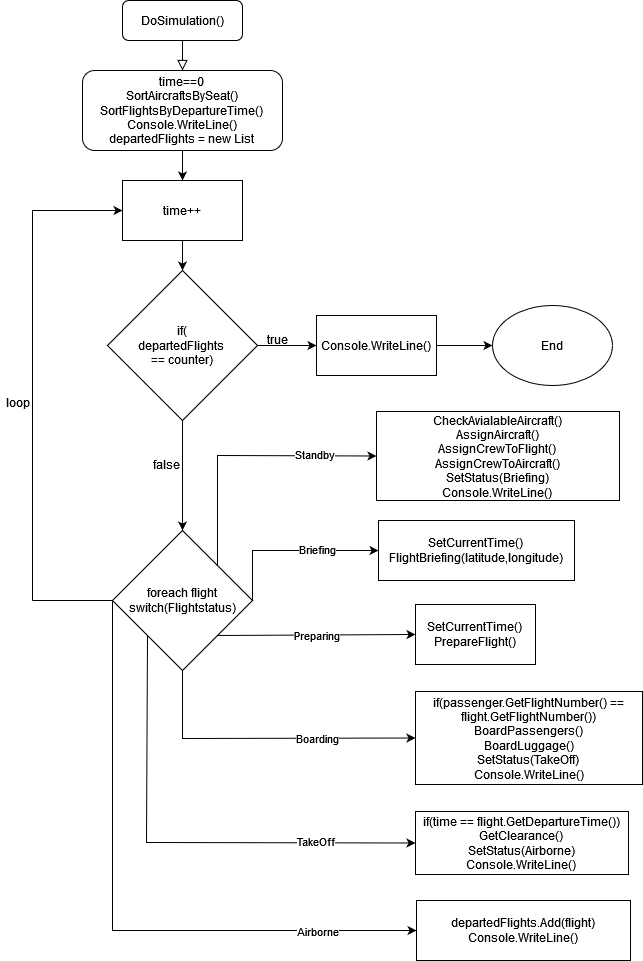 DoSimulation()
time==0
SortAircraftsBySeat()
SortFlightsByDepartureTime()
Console.WriteLine()
departedFlights = new List
time++
if(
departedFlights
== counter)
true
Console.WriteLine()
End
loop
false
Standby
CheckAvialableAircraft()
AssignAircraft()
AssignCrewToFlight()
AssignCrewToAircraft()
SetStatus(Briefing)
Console.WriteLine()
foreach flight
switch(Flightstatus)
Briefing
SetCurrentTime()
FlightBriefing(latitude,longitude)
Preparing
SetCurrentTime()
PrepareFlight()
Boarding
if(passenger.GetFlightNumber() ==
flight.GetFlightNumber())
BoardPassengers()
BoardLuggage()
SetStatus(TakeOff)
Console.WriteLine()
TakeOff
if(time == flight.GetDepartureTime())
GetClearance()
SetStatus(Airborne)
Console.WriteLine()
Airborne
departedFlights.Add(flight)
Console.WriteLine()